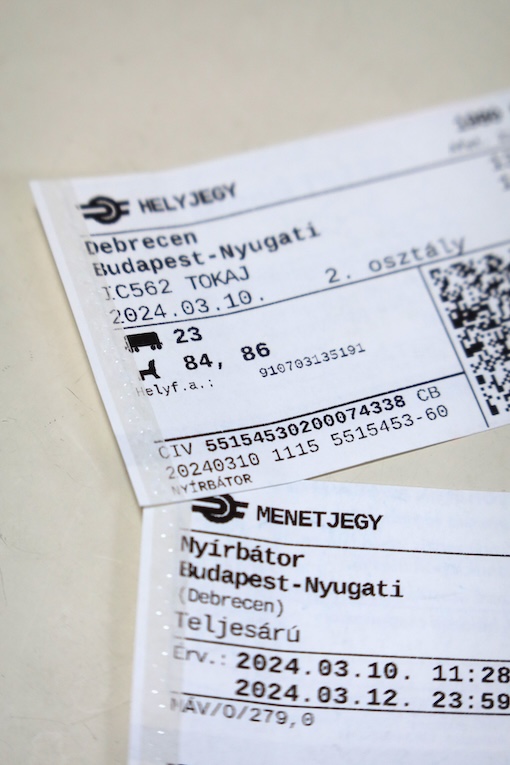 HELYJEGY
Debrecen
Budapest-Nyugati
IC562 TOKAJ
2. osztály
2024.03.10.
23
84, 86
Helyf.a.: 910703135191
CIV 55154530200074338 CB
20240310 1115 5515453-60
NYÍRBÁTOR
MENETJEGY
Nyírbátor
Budapest-Nyugati
(Debrecen)
Teljesárú
Érv.: 2024.03.10. 11:28
2024.03.12. 23:59
MÁV/O/279,0